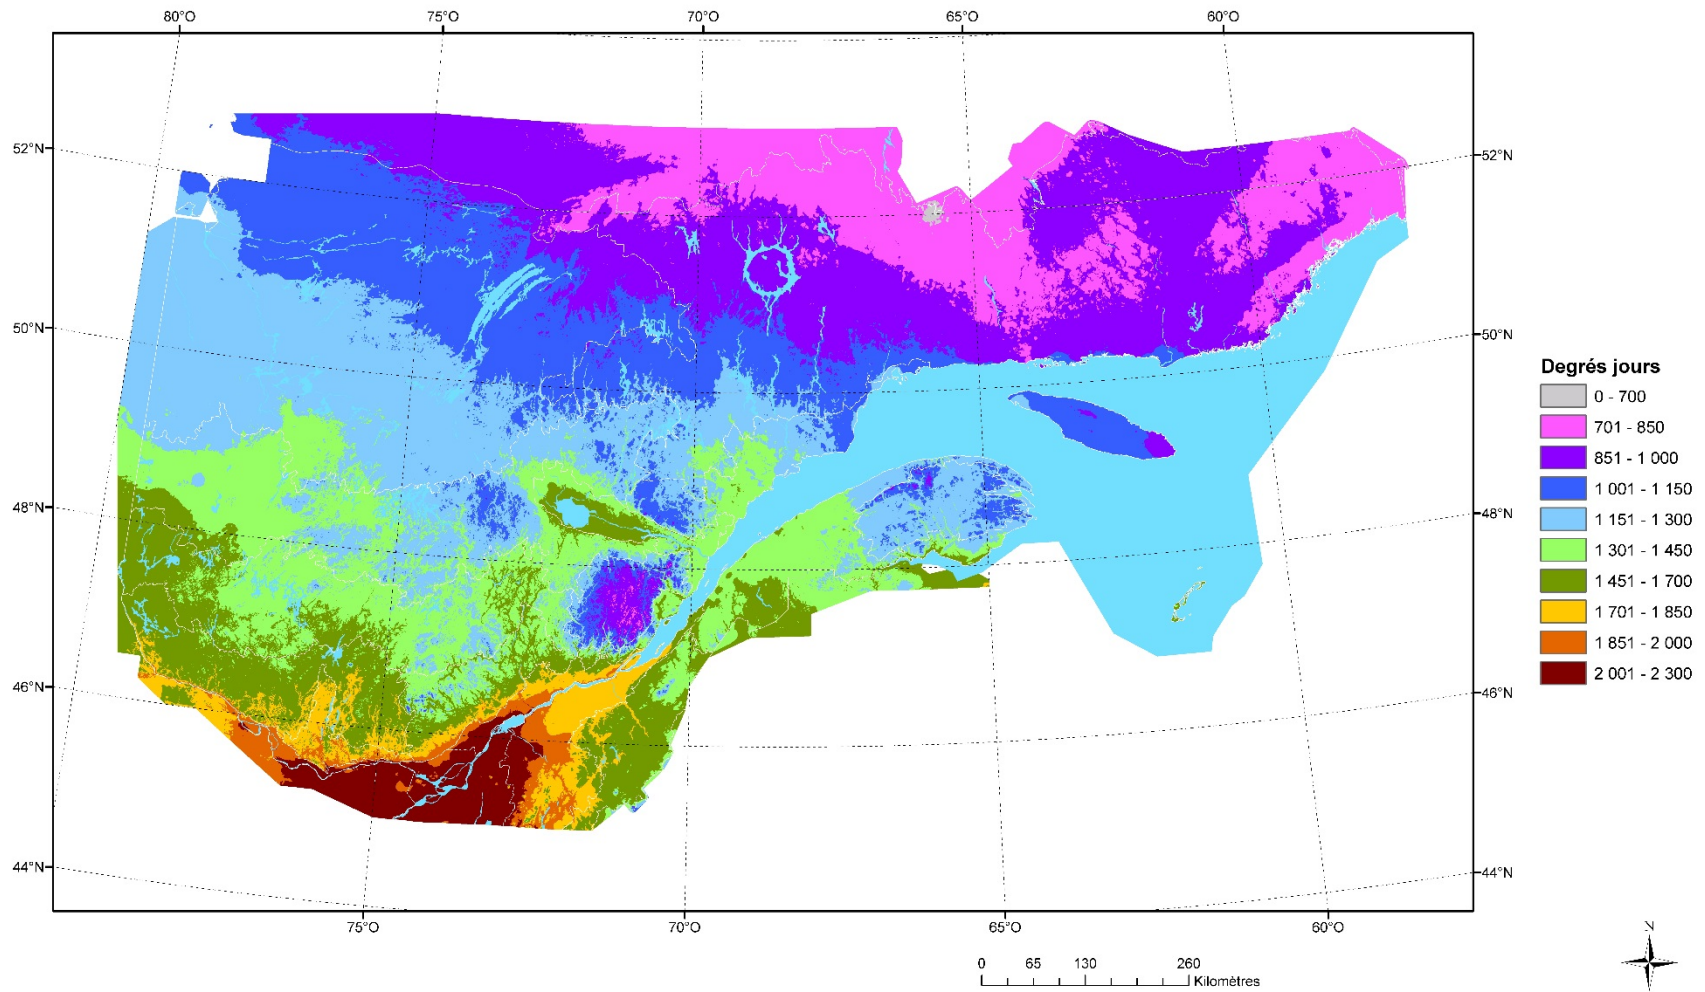 80°O 75°O 70°O 65°O 60°O
52°N 52°N
50°N 50°N
48°N 48°N
46°N 46°N
44°N 44°N
75°O 70°O 65°O 60°O
Degrés jours
0 - 700
701 - 850
851 - 1 000
1 001 - 1 150
1 151 - 1 300
1 301 - 1 450
1 451 - 1 700
1 701 - 1 850
1 851 - 2 000
2 001 - 2 300
N
0 65 130 260
Kilomètres